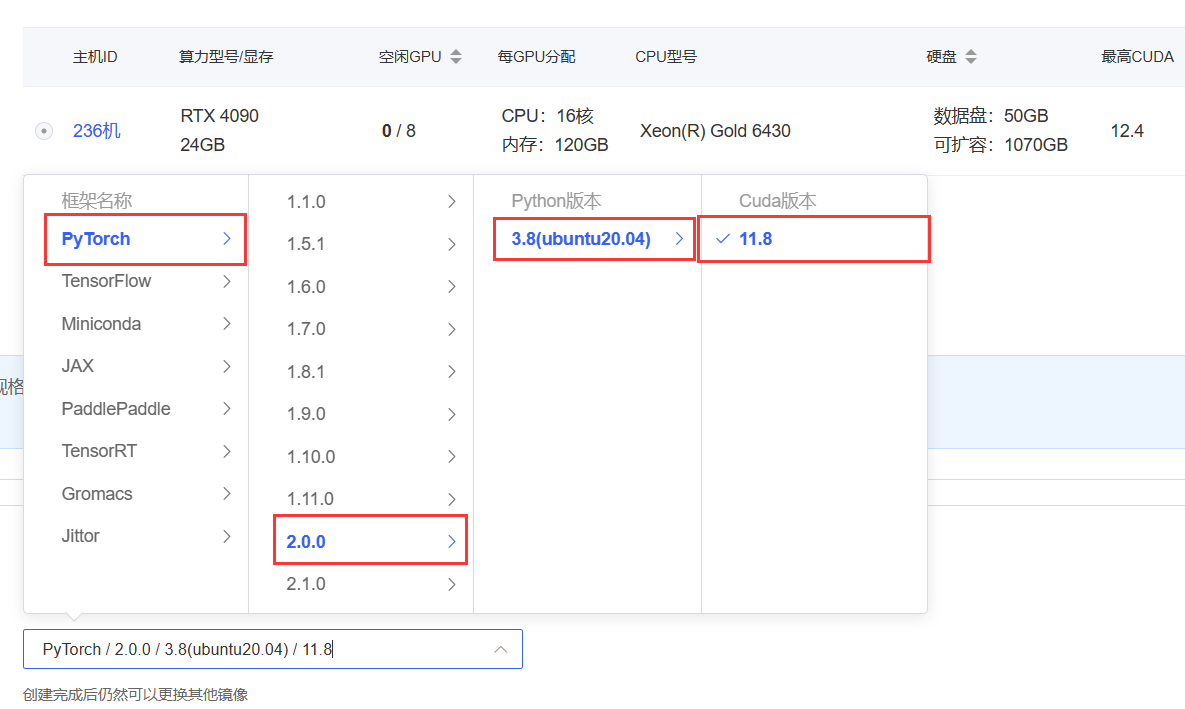 主机ID 算力型号/显存 空闲GPU 每GPU分配 CPU型号 硬盘 最高CUDA
236机 RTX 4090 0 / 8 CPU：16核 Xeon(R) Gold 6430 数据盘：50GB 12.4
24GB 内存：120GB 可扩容：1070GB
框架名称 1.1.0 Python版本 Cuda版本
PyTorch 1.5.1 3.8(ubuntu20.04) 11.8
TensorFlow 1.6.0
Miniconda 1.7.0
JAX 1.8.1
规格
PaddlePaddle 1.9.0
TensorRT 1.10.0
Gromacs 1.11.0
Jittor 2.0.0
2.1.0
PyTorch / 2.0.0 / 3.8(ubuntu20.04) / 11.8
创建完成后仍然可以更换其他镜像